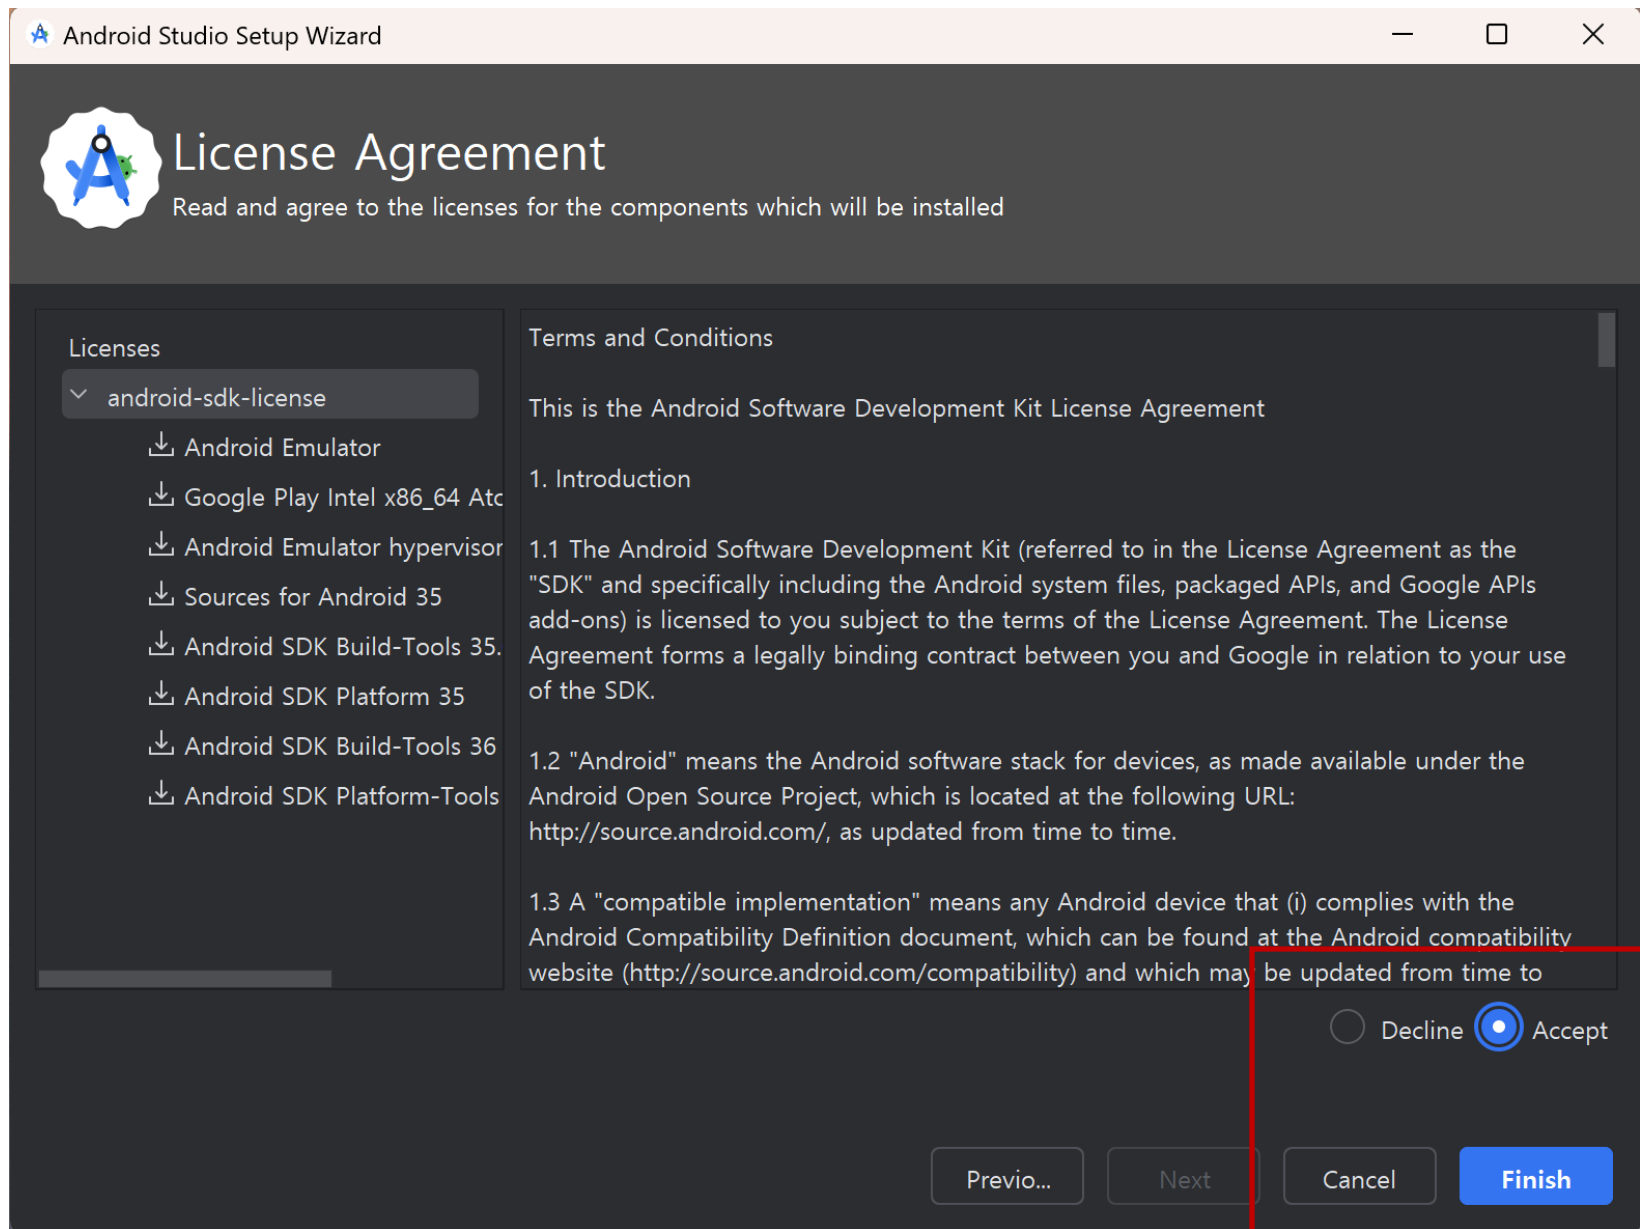 Android Studio Setup Wizard
License Agreement
Read and agree to the licenses for the components which will be installed
Licenses
android-sdk-license
Android Emulator
Google Play Intel x86_64 Atc
Android Emulator hypervisor
Sources for Android 35
Android SDK Build-Tools 35.
Android SDK Platform 35
Android SDK Build-Tools 36
Android SDK Platform-Tools
Terms and Conditions
This is the Android Software Development Kit License Agreement
1. Introduction
1.1 The Android Software Development Kit (referred to in the License Agreement as the
"SDK" and specifically including the Android system files, packaged APIs, and Google APIs
add-ons) is licensed to you subject to the terms of the License Agreement. The License
Agreement forms a legally binding contract between you and Google in relation to your use
of the SDK.
1.2 "Android" means the Android software stack for devices, as made available under the
Android Open Source Project, which is located at the following URL:
http://source.android.com/, as updated from time to time.
1.3 A "compatible implementation" means any Android device that (i) complies with the
Android Compatibility Definition document, which can be found at the Android compatibility
website (http://source.android.com/compatibility) and which may be updated from time to
Decline Accept
Previo... Next Cancel Finish